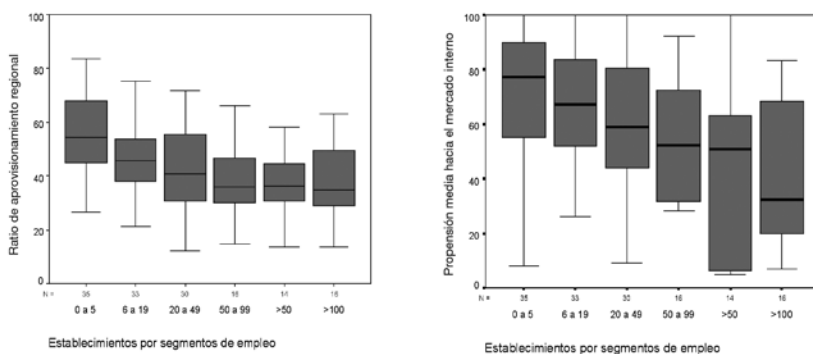 Ratio de aprovisionamiento regional
100
80
60
40
20
0
N = 35 33 30 16 14 16
0 a 5 6 a 19 20 a 49 50 a 99 >50 >100
Establecimientos por segmentos de empleo
Propensión media hacia el mercado interno
100
80
60
40
20
0
N = 35 33 30 16 14 16
0 a 5 6 a 19 20 a 49 50 a 99 >50 >100
Establecimientos por segmentos de empleo